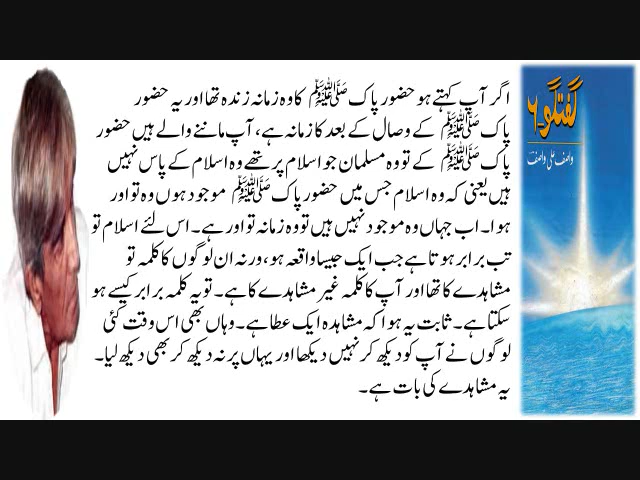 اگر آپ کہتے ہو حضور پاک ﷺ کا وہ زمانہ زندہ تھا اور یہ حضور
پاک ﷺ کے وصال کے بعد کا زمانہ ہے، آپ ماننے والے ہیں حضور
پاک ﷺ کے تو وہ مسلمان جو اسلام پر تھے وہ اسلام کے پاس نہیں
ہیں یعنی کہ وہ اسلام جس میں حضور پاک ﷺ موجود ہوں وہ تو اور
ہوا۔ اب جہاں وہ موجود نہیں ہیں تو وہ زمانہ تو اور ہے۔ اس لئے اسلام تو
تب برابر ہوتا ہے جب ایک جیسا واقعہ ہو، ورنہ ان لوگوں کا کلمہ تو
مشاہدے کا تھا اور آپ کا کلمہ غیر مشاہدے کا ہے۔ تو یہ کلمہ برابر کیسے ہو
سکتا ہے۔ ثابت یہ ہوا کہ مشاہدہ ایک عطا ہے۔ وہاں بھی اس وقت کئی
لوگوں نے آپ کو دیکھ کر نہیں دیکھا اور یہاں پر نہ دیکھ کر بھی دیکھ لیا۔
یہ مشاہدے کی بات ہے۔
گفتگو ۔ ۶
واصف علی واصفؒ